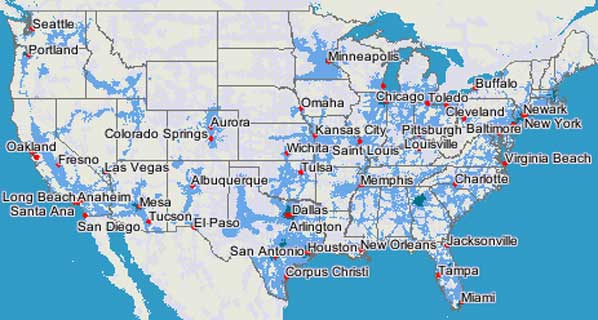 Seattle
Portland
Minneapolis
Buffalo
Chicago
Toledo
Cleveland
Newark
New York
Omaha
Aurora
Colorado Springs
Kansas City
Pittsburgh
Baltimore
Oakland
Fresno
Las Vegas
Wichita
Saint Louis
Louisville
Virginia Beach
Tulsa
Albuquerque
Memphis
Charlotte
Long Beach
Anaheim
Mesa
Santa Ana
Tucson
San Diego
El Paso
Dallas
Arlington
San Antonio
Houston
New Orleans
Jacksonville
Corpus Christi
Tampa
Miami